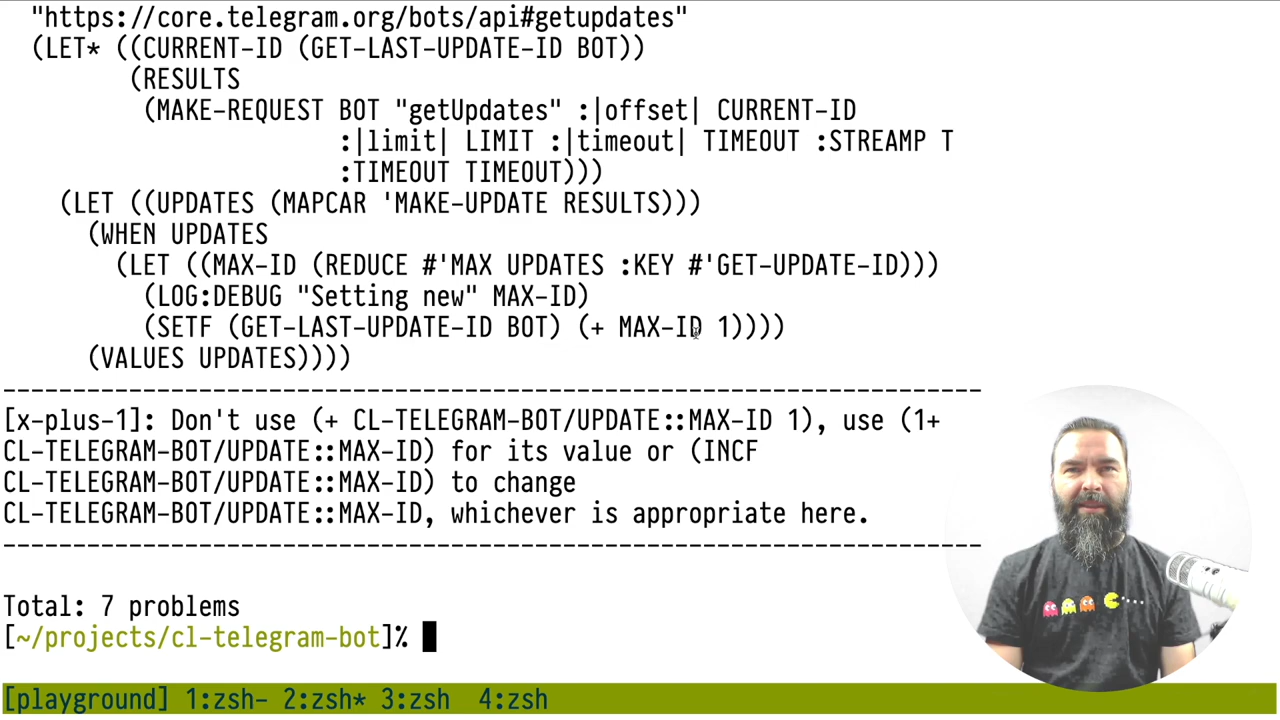 "https://core.telegram.org/bots/api#getupdates"
(LET* ((CURRENT-ID (GET-LAST-UPDATE-ID BOT))
(RESULTS
(MAKE-REQUEST BOT "getUpdates" :|offset| CURRENT-ID
:|limit| LIMIT :|timeout| TIMEOUT :STREAMP T
:TIMEOUT TIMEOUT)))
(LET ((UPDATES (MAPCAR 'MAKE-UPDATE RESULTS)))
(WHEN UPDATES
(LET ((MAX-ID (REDUCE #'MAX UPDATES :KEY #'GET-UPDATE-ID)))
(LOG:DEBUG "Setting new" MAX-ID)
(SETF (GET-LAST-UPDATE-ID BOT) (+ MAX-ID 1))))
(VALUES UPDATES))))
----------------------------------------------------------------------
[x-plus-1]: Don't use (+ CL-TELEGRAM-BOT/UPDATE::MAX-ID 1), use (1+
CL-TELEGRAM-BOT/UPDATE::MAX-ID) for its value or (INCF
CL-TELEGRAM-BOT/UPDATE::MAX-ID) to change
CL-TELEGRAM-BOT/UPDATE::MAX-ID, whichever is appropriate here.
----------------------------------------------------------------------
Total: 7 problems
[~/projects/cl-telegram-bot]%
[playground] 1:zsh- 2:zsh* 3:zsh 4:zsh